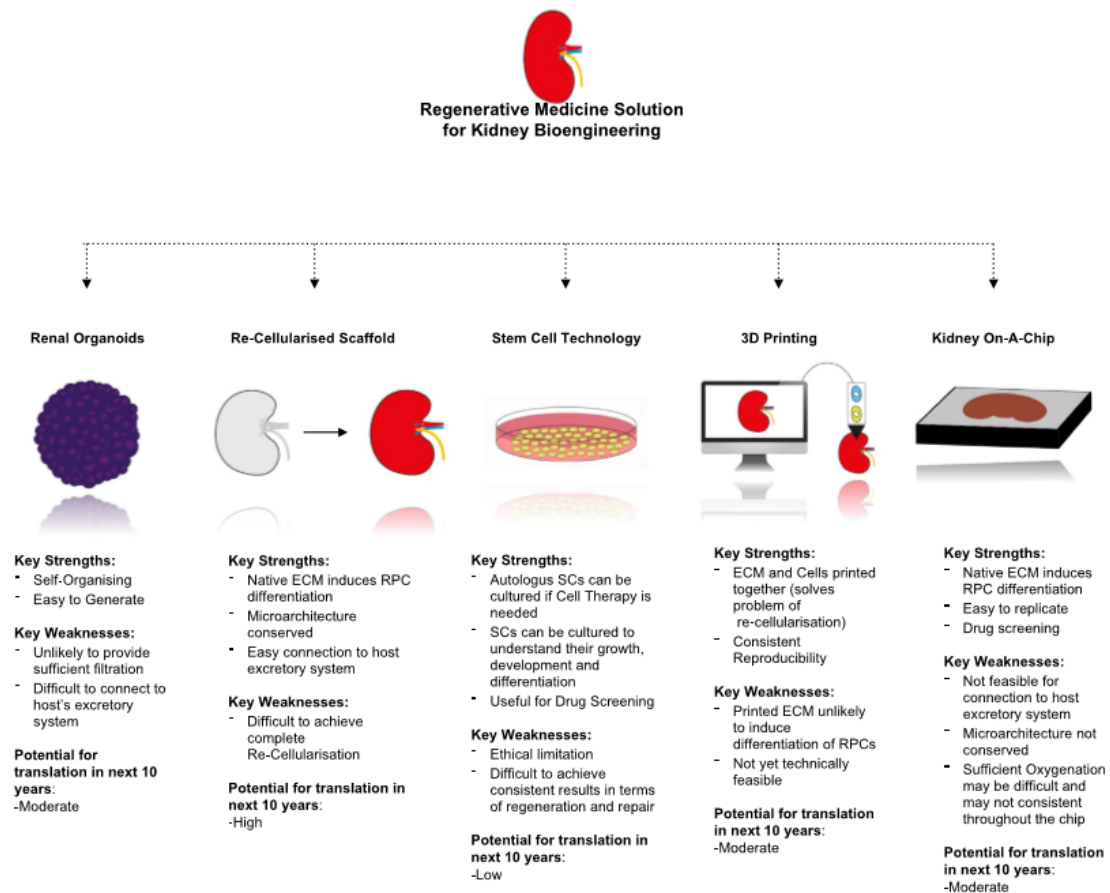 Regenerative Medicine Solution
for Kidney Bioengineering
Renal Organoids
Key Strengths:
- Self-Organising
- Easy to Generate
Key Weaknesses:
- Unlikely to provide
sufficient filtration
- Difficult to connect to
host's excretory
system
Potential for
translation in next 10
years:
-Moderate
Re-Cellularised Scaffold
Key Strengths:
- Native ECM induces RPC
differentiation
- Microarchitecture
conserved
- Easy connection to host
excretory system
Key Weaknesses:
- Difficult to achieve
complete
Re-Cellularisation
Potential for translation in
next 10 years:
-High
Stem Cell Technology
Key Strengths:
- Autologus SCs can be
cultured if Cell Therapy is
needed
- SCs can be cultured to
understand their growth,
development and
differentiation
- Useful for Drug Screening
Key Weaknesses:
- Ethical limitation
- Difficult to achieve
consistent results in terms
of regeneration and repair
Potential for translation in
next 10 years:
-Low
3D Printing
Key Strengths:
- ECM and Cells printed
together (solves
problem of
re-cellularisation)
- Consistent
Reproducibility
Key Weaknesses:
- Printed ECM unlikely
to induce
differentiation of RPCs
- Not yet technically
feasible
Potential for translation
in next 10 years:
-Moderate
Kidney On-A-Chip
Key Strengths:
- Native ECM induces
RPC differentiation
- Easy to replicate
- Drug screening
Key Weaknesses:
- Not feasible for
connection to host
excretory system
- Microarchitecture not
conserved
- Sufficient Oxygenation
may be difficult and
may not consistent
throughout the chip
Potential for translation
in next 10 years:
-Moderate